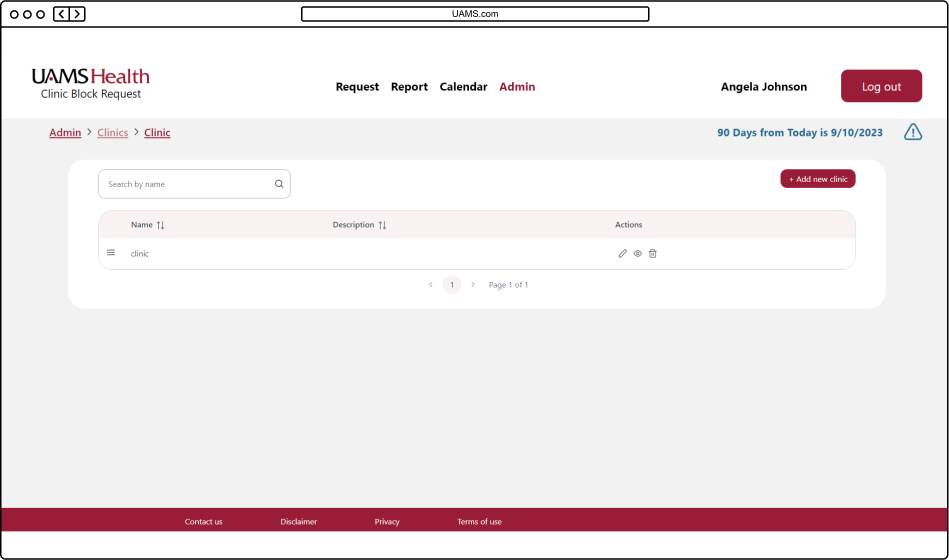 UAMS.com
UAMSHealth
Clinic Block Request
Request Report Calendar Admin
Angela Johnson
Log out
Admin > Clinics > Clinic
90 Days from Today is 9/10/2023
Search by name
+ Add new clinic
Name Description Actions
clinic
1 Page 1 of 1
Contact us Disclaimer Privacy Terms of use